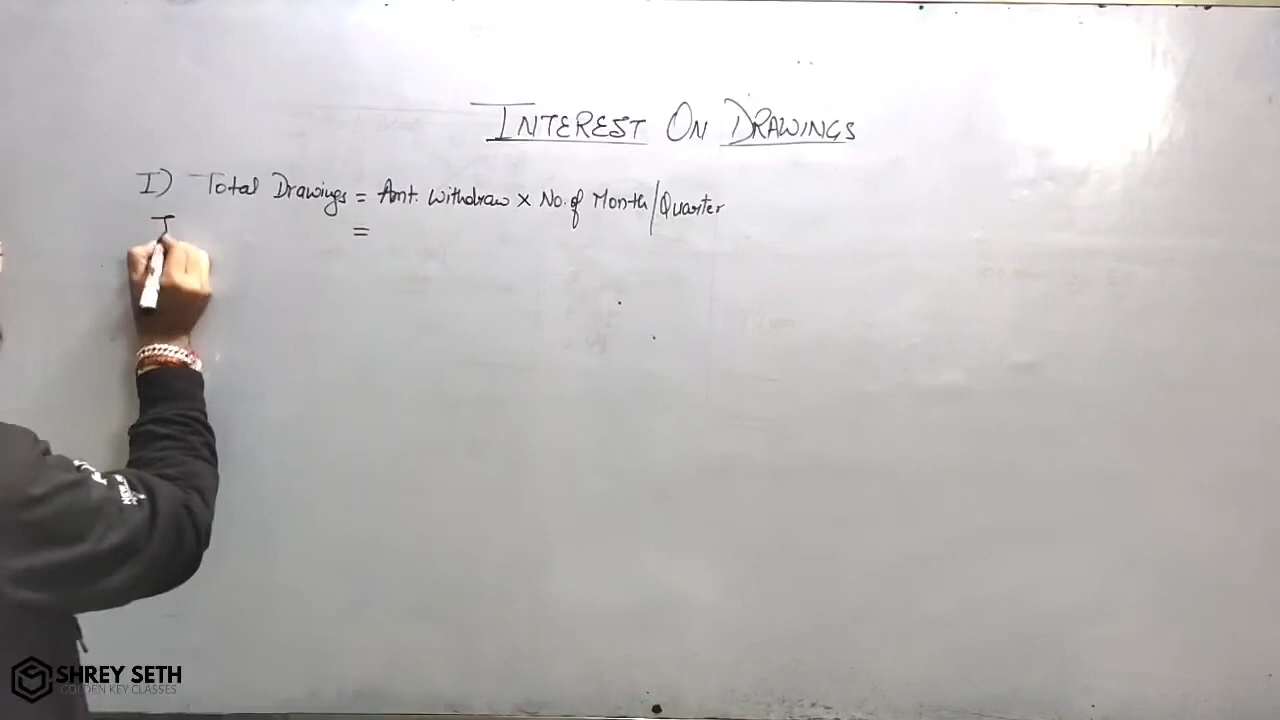 INTEREST ON DRAWINGS
I) Total Drawings = Amt. Withdraw × No. of Month/Quarter
=
I
SHREY SETH
GOLDEN KEY CLASSES